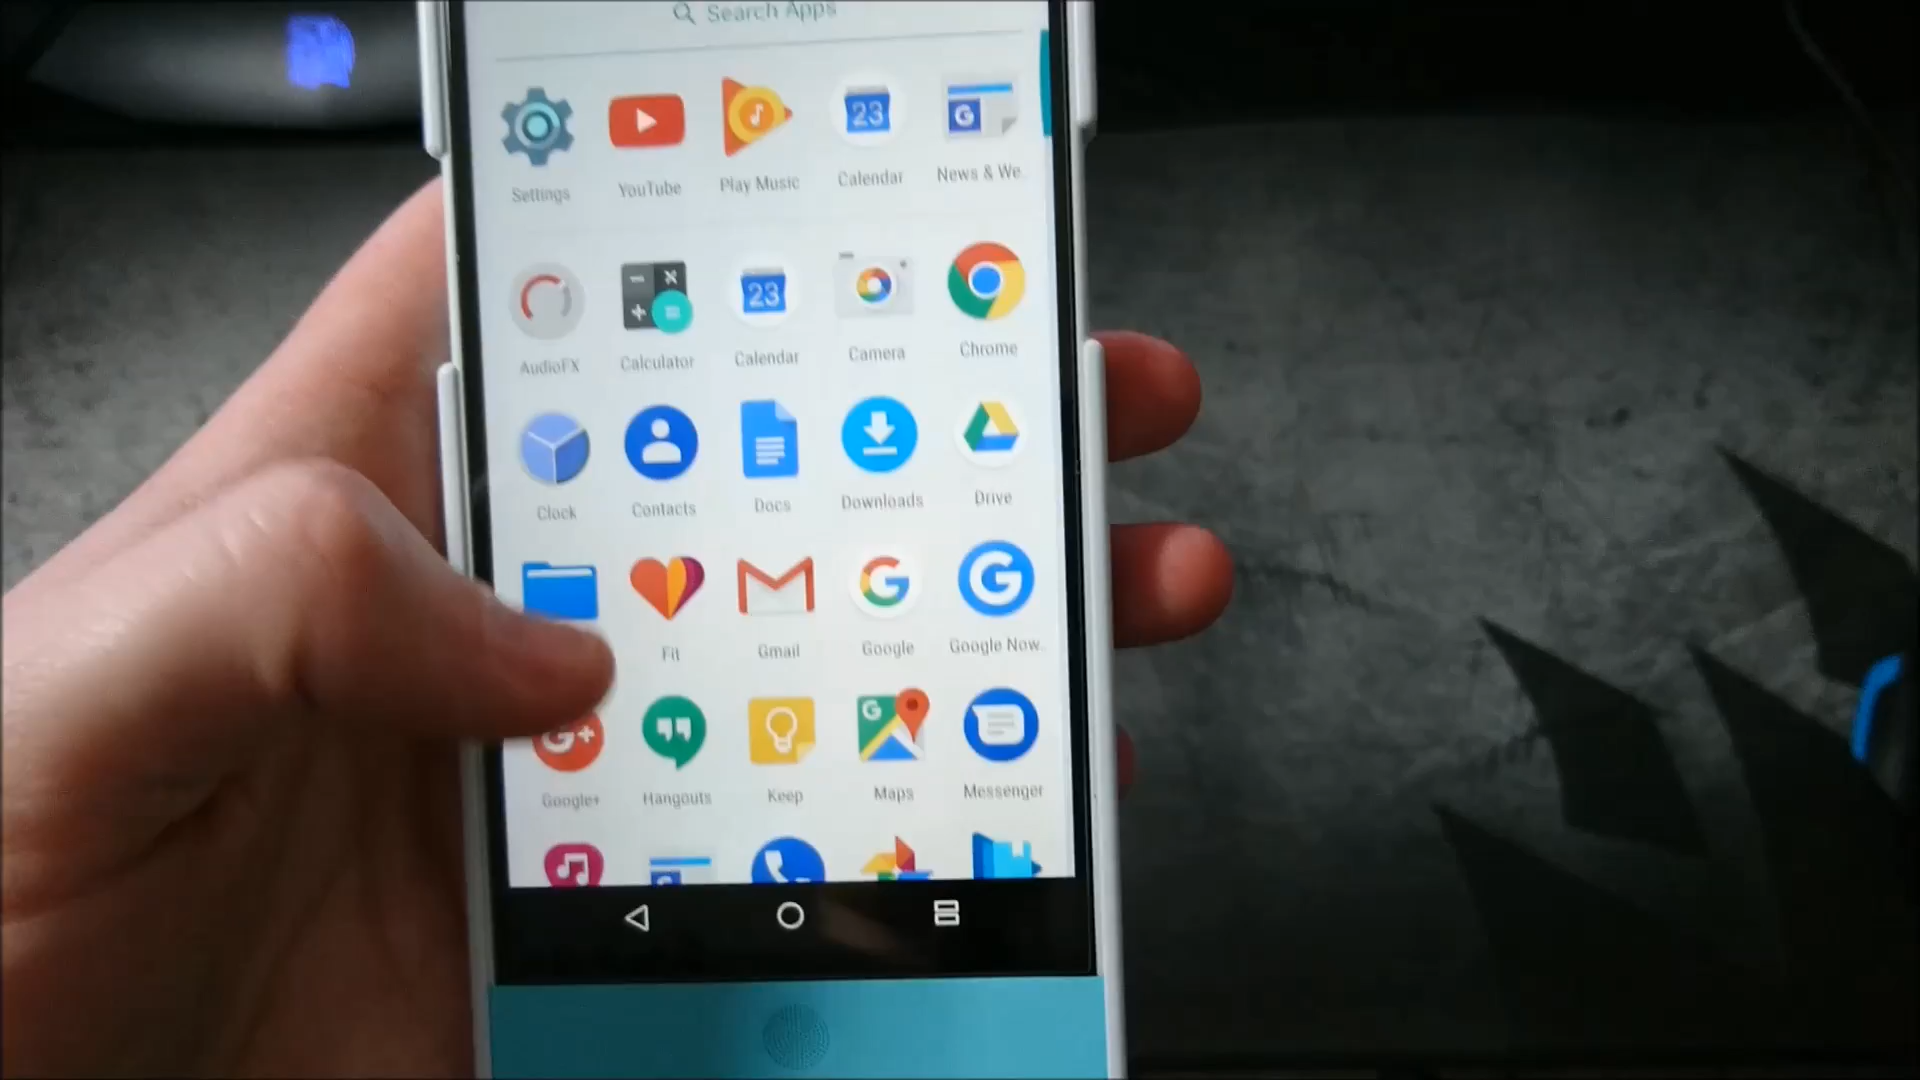 Search Apps
23
G
Settings
YouTube
Play Music
Calendar
News & We..
23
AudioFX
Calculator
Calendar
Camera
Chrome
Clock
Contacts
Docs
Downloads
Drive
G
G
Fit
Gmail
Google
Google Now..
G+
G
Google+
Hangouts
Keep
Maps
Messenger